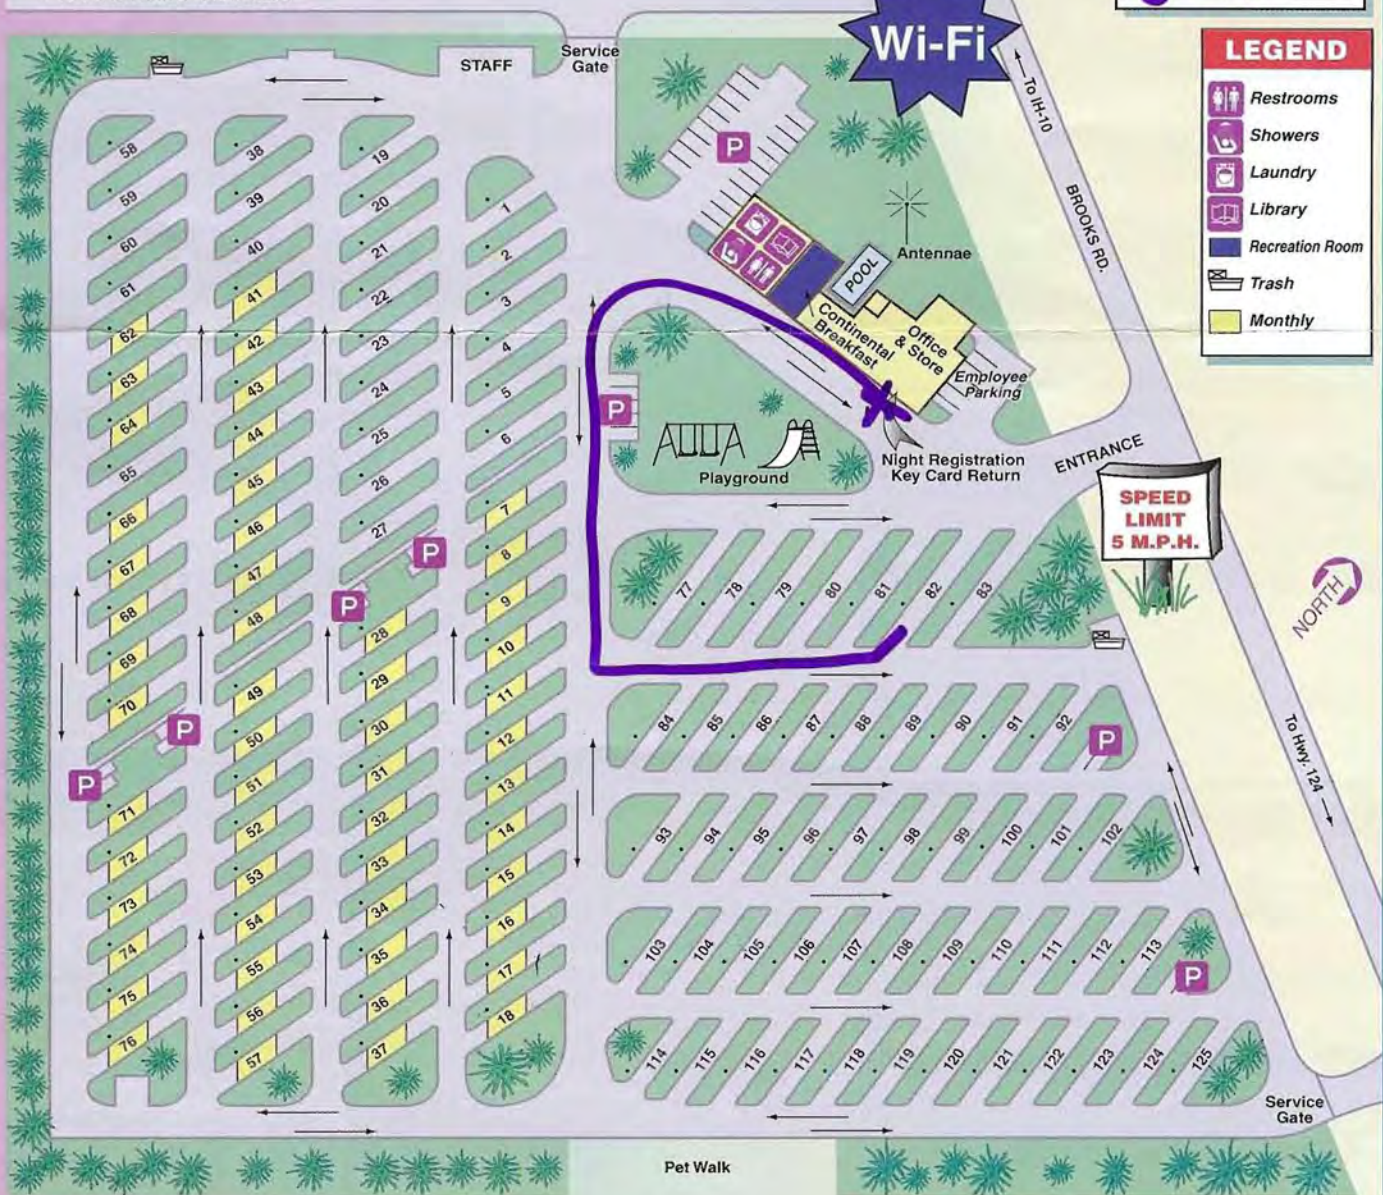 Wi-Fi
LEGEND
Restrooms
Showers
Laundry
Library
Recreation Room
Trash
Monthly
STAFF
Service
Gate
P
To IH-10
BROOKS RD.
Antennae
POOL
Continental
Breakfast
Office
& Store
Employee
Parking
Night Registration
Key Card Return
ENTRANCE
SPEED
LIMIT
5 M.P.H.
NORTH
To Hwy. 124
P
Playground
58
59
60
61
62
63
64
65
66
67
68
69
70
P
P
71
72
73
74
75
76
38
39
40
41
42
43
44
45
46
47
48
49
50
51
52
53
54
55
56
57
19
20
21
22
23
24
25
26
27
P
P
28
29
30
31
32
33
34
35
36
37
1
2
3
4
5
6
7
8
9
10
11
12
13
14
15
16
17
18
77 78 79 80 81 82 83
84 85 86 87 88 89 90 91 92 P
93 94 95 96 97 98 99 100 101 102
103 104 105 106 107 108 109 110 111 112 113 P
114 115 116 117 118 119 120 121 122 123 124 125
Service
Gate
Pet Walk